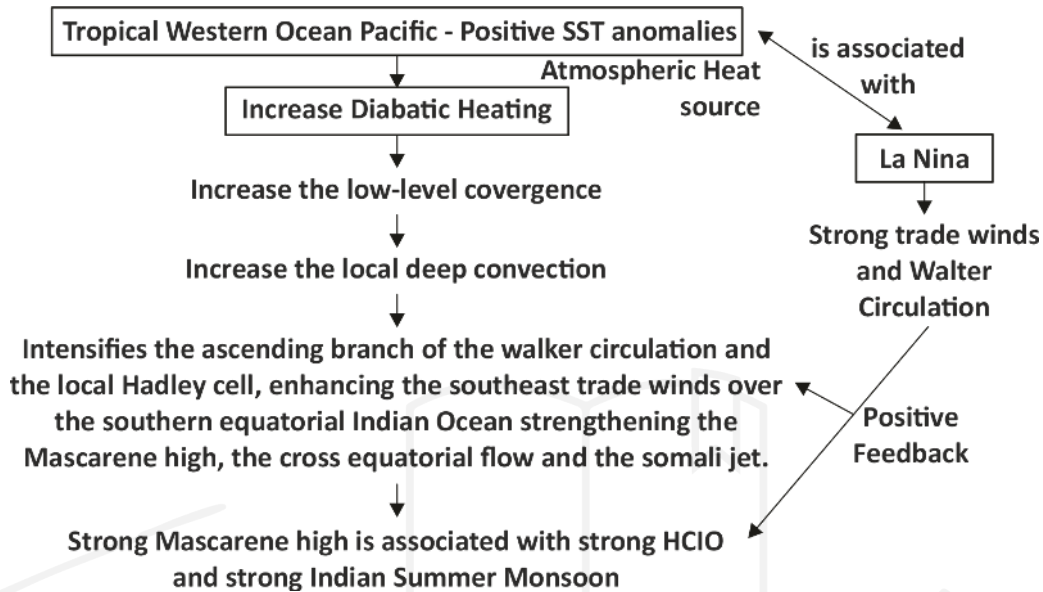 Tropical Western Ocean Pacific - Positive SST anomalies
is associated
with
Atmospheric Heat
source
Increase Diabatic Heating
La Nina
Increase the low-level covergence
Strong trade winds
and Walter
Circulation
Increase the local deep convection
Intensifies the ascending branch of the walker circulation and
the local Hadley cell, enhancing the southeast trade winds over
the southern equatorial Indian Ocean strengthening the
Mascarene high, the cross equatorial flow and the somali jet.
Positive
Feedback
Strong Mascarene high is associated with strong HCIO
and strong Indian Summer Monsoon